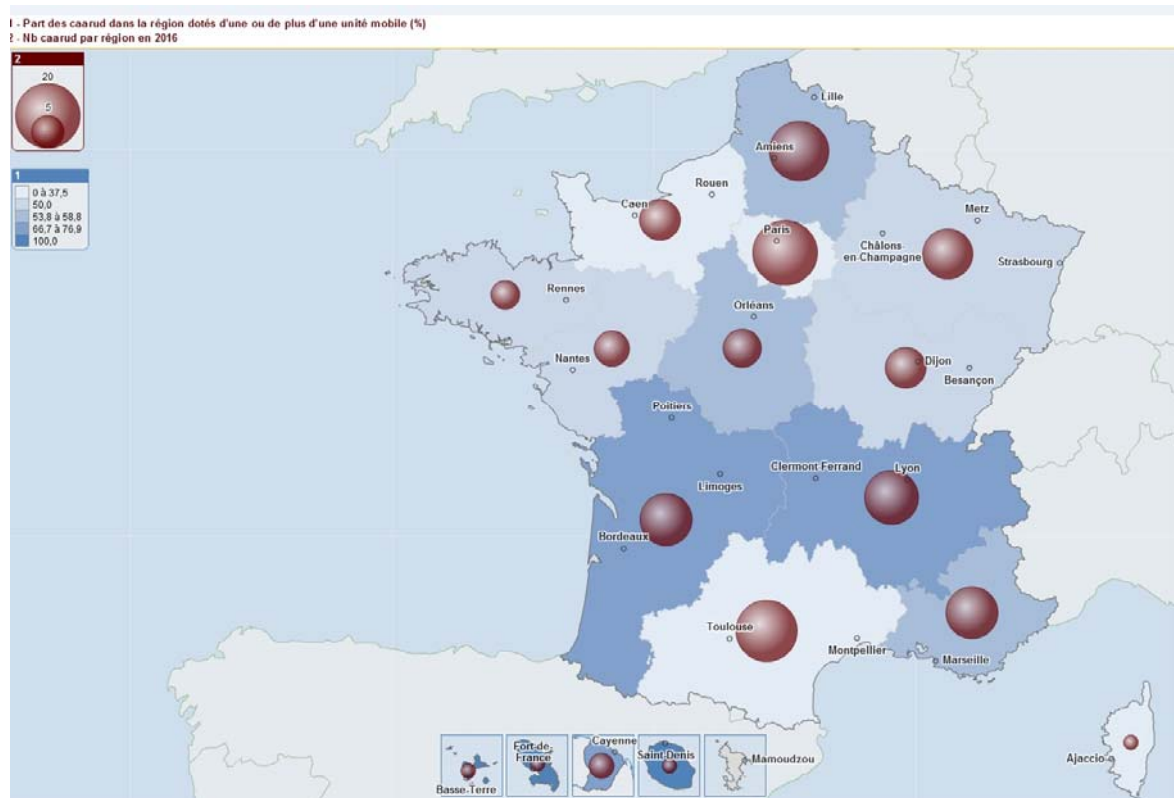 - Part des caarud dans la région dotés d'une ou de plus d'une unité mobile (%)
2 - Nb caarud par région en 2016
2
20
5
1
0 à 37,5
50,0
53,8 à 58,8
66,7 à 76,9
100,0
Lille
Amiens
Rouen
Caen
Metz
Paris
Châlons-
en-Champagne
Strasbourg
Rennes
Orléans
Nantes
Dijon
Besançon
Poitiers
Clermont Ferrand
Lyon
Limoges
Bordeaux
Toulouse
Montpellier
Marseille
Ajaccio
Basse-Terre
Fort-de-
France
Cayenne
Saint-Denis
Mamoudzou